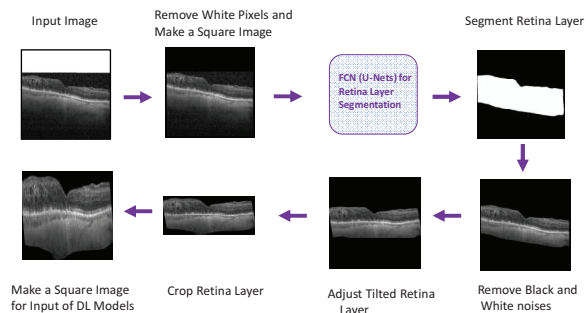 Input Image
Remove White Pixels and
Make a Square Image
FCN (U-Nets) for
Retina Layer
Segmentation
Segment Retina Layer
Make a Square Image
for Input of DL Models
Crop Retina Layer
Adjust Tilted Retina
Layer
Remove Black and
White noises